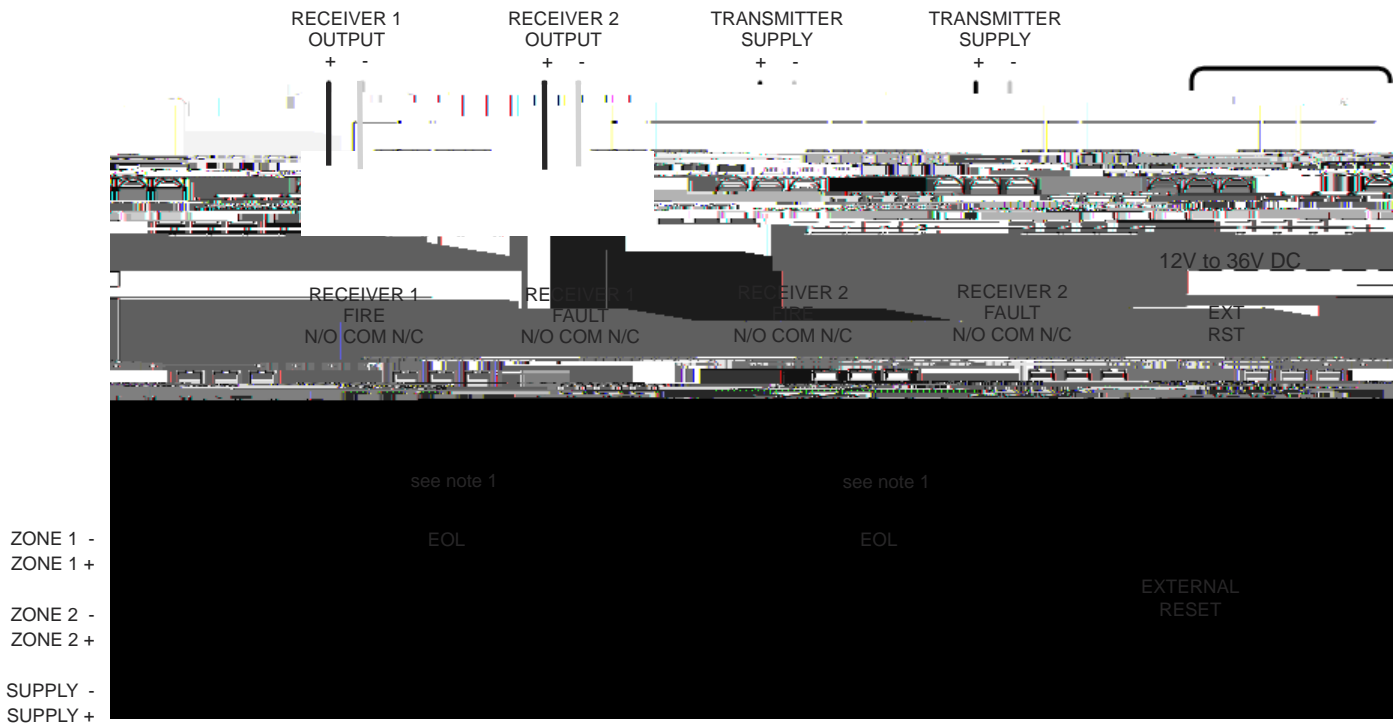 RECEIVER 1
OUTPUT
+ -
RECEIVER 2
OUTPUT
+ -
TRANSMITTER
SUPPLY
+ -
TRANSMITTER
SUPPLY
+ -
12V to 36V DC
RECEIVER 1
FIRE
N/O COM N/C
RECEIVER 1
FAULT
N/O COM N/C
RECEIVER 2
FIRE
N/O COM N/C
RECEIVER 2
FAULT
N/O COM N/C
EXT
RST
see note 1
see note 1
ZONE 1 -
EOL
EOL
ZONE 1 +
EXTERNAL
RESET
ZONE 2 -
ZONE 2 +
SUPPLY -
SUPPLY +